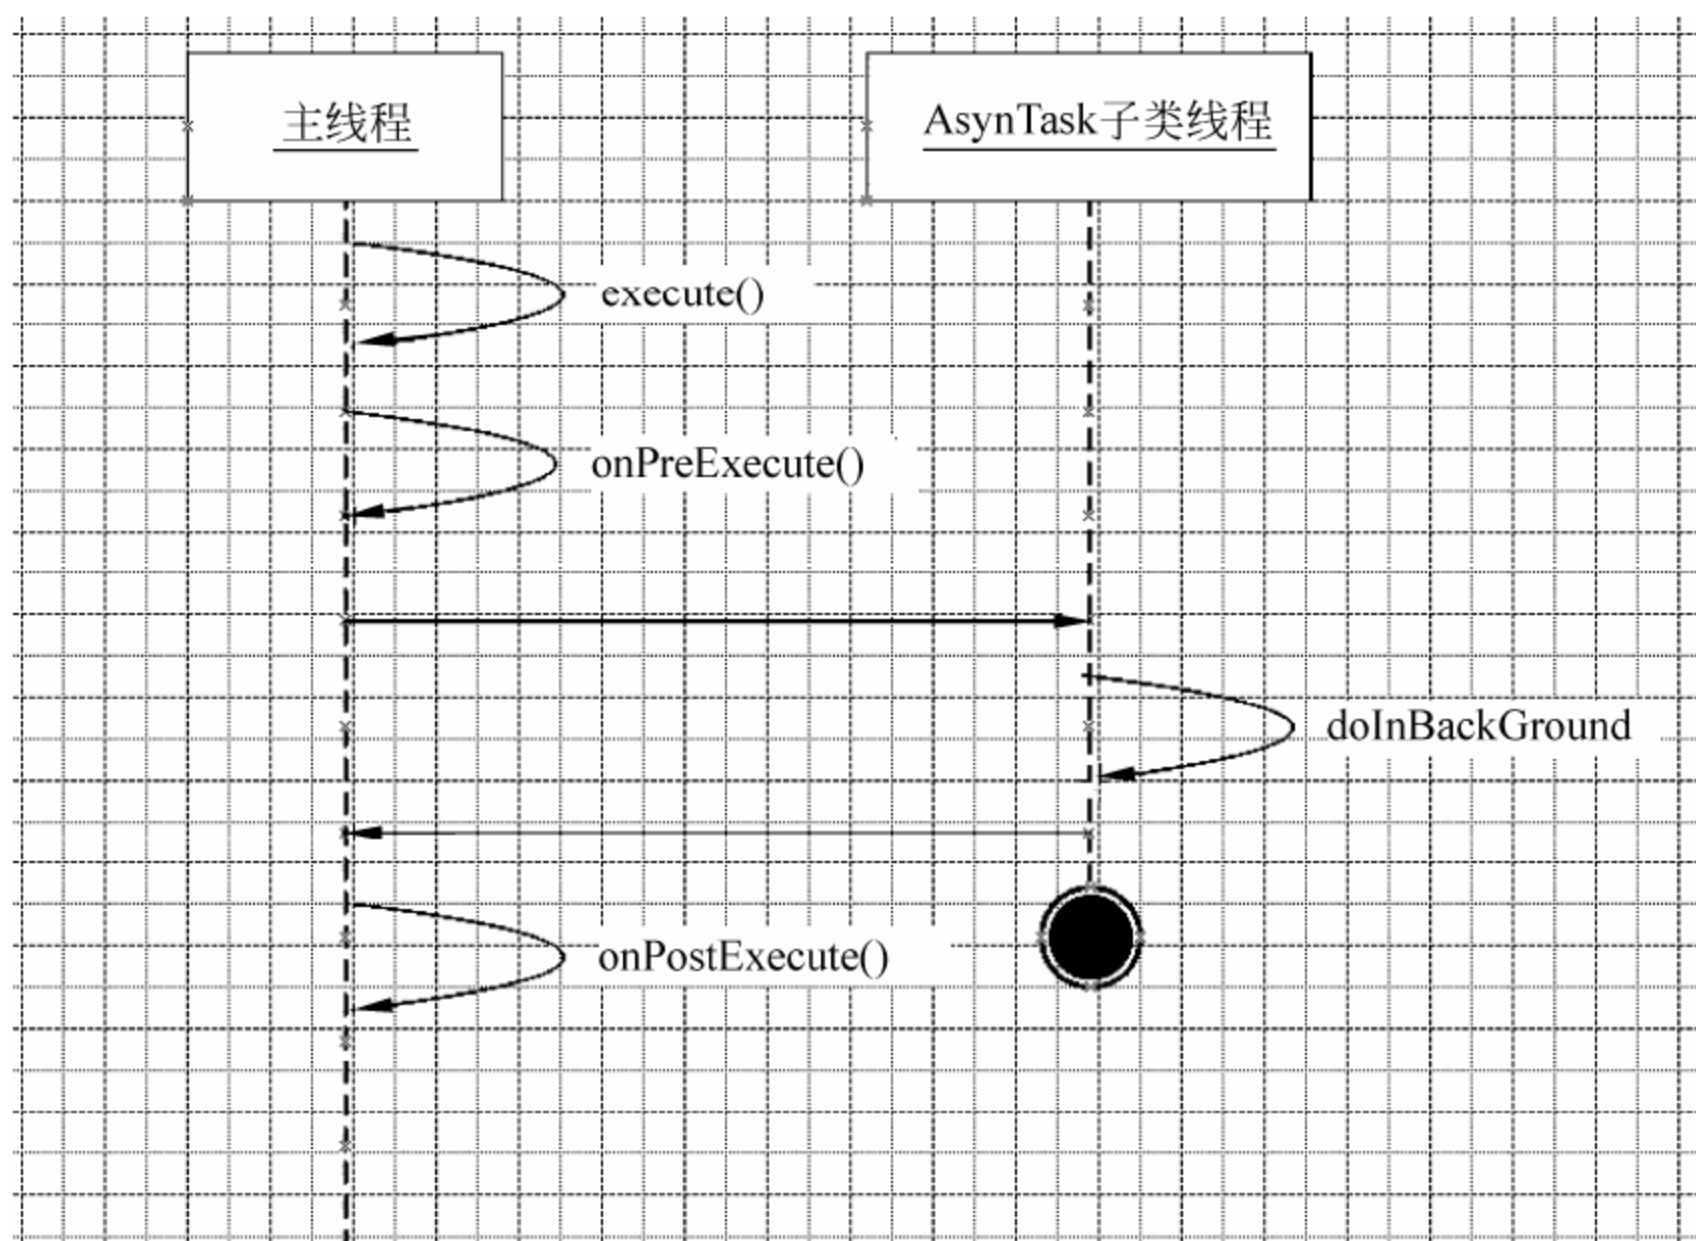 主线程
AsynTask子类线程
execute()
onPreExecute()
doInBackGround
onPostExecute()